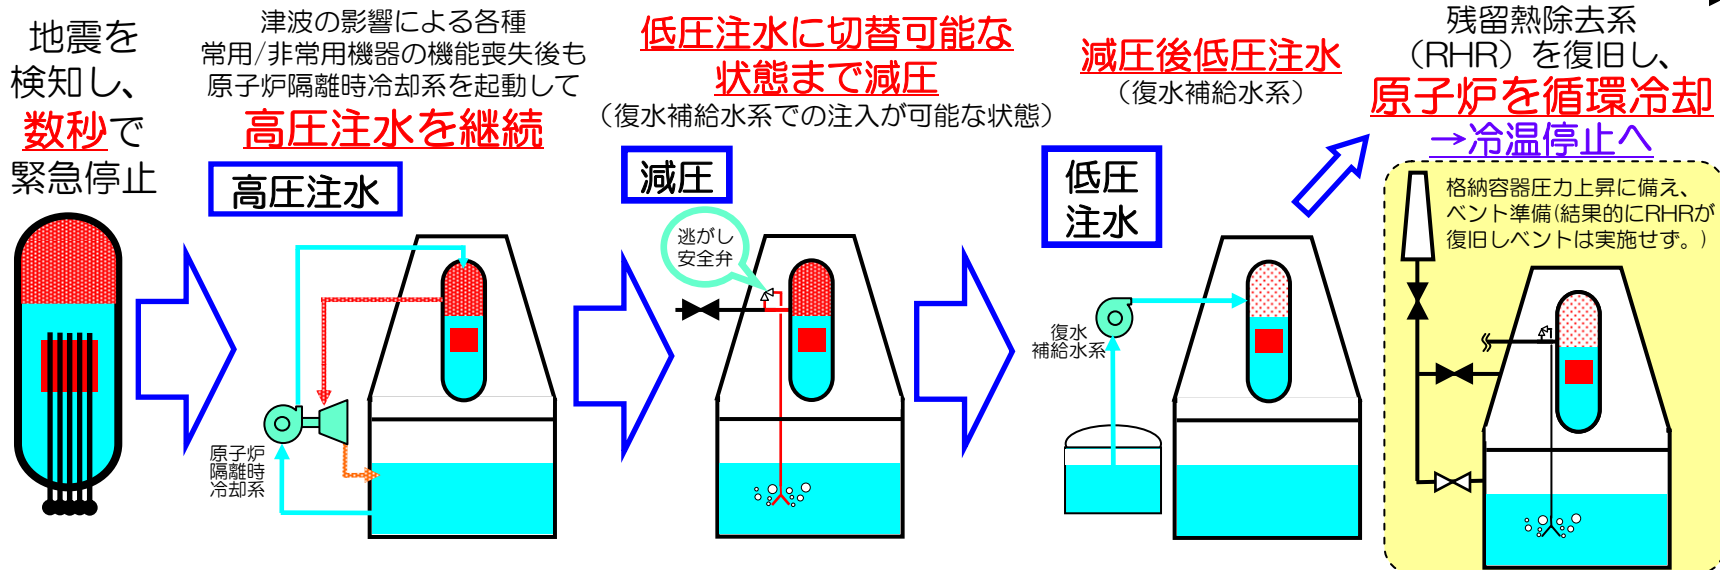 地震を
検知し、
数秒で
緊急停止
津波の影響による各種
常用/非常用機器の機能喪失後も
原子炉隔離時冷却系を起動して
高圧注水を継続
高圧注水
原子炉
隔離時
冷却系
低圧注水に切替可能な
状態まで減圧
（復水補給水系での注入が可能な状態）
減圧
逃がし
安全弁
減圧後低圧注水
（復水補給水系）
低圧
注水
復水
補給水系
残留熱除去系
（RHR）を復旧し、
原子炉を循環冷却
→冷温停止へ
格納容器圧力上昇に備え、
ベント準備(結果的にRHRが
復旧しベントは実施せず。)